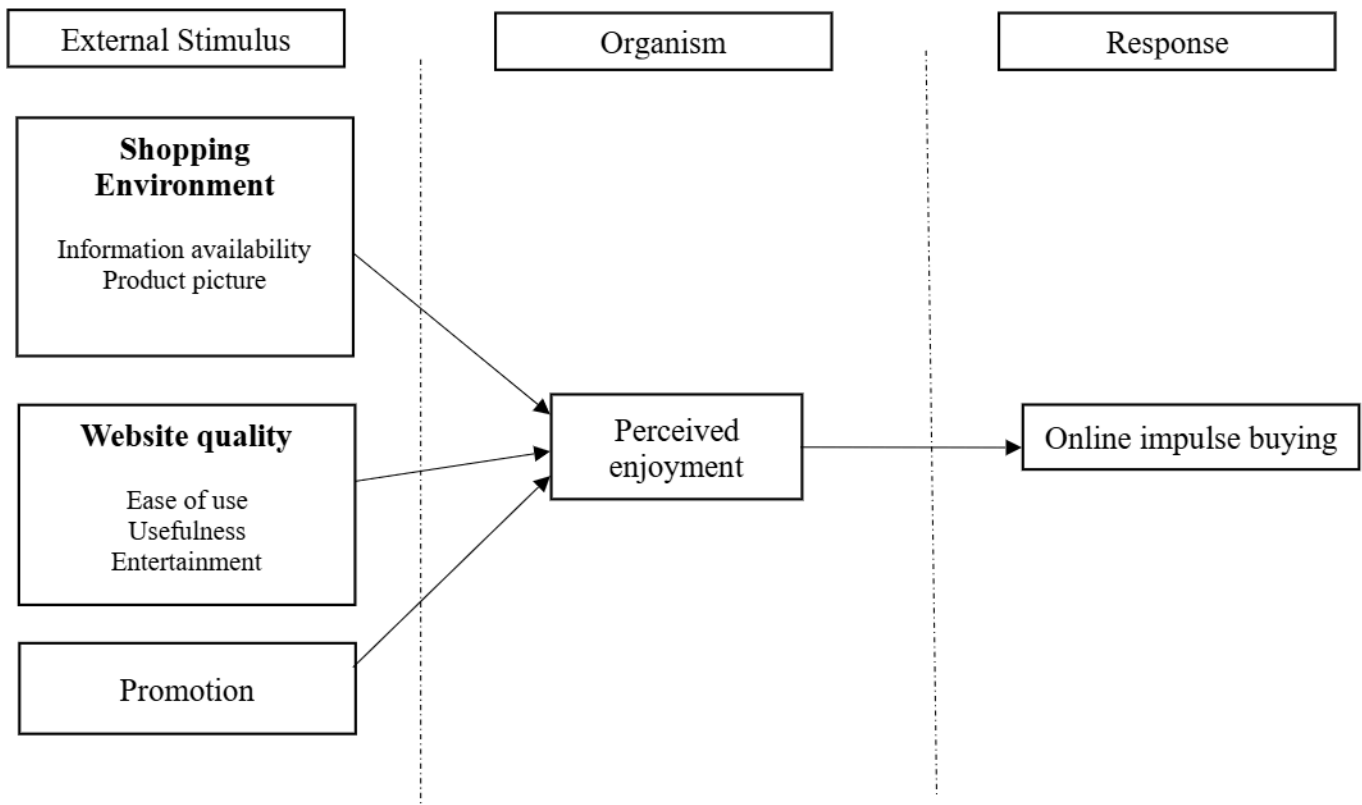 External Stimulus
Organism
Response
Shopping
Environment
Information availability
Product picture
Website quality
Ease of use
Usefulness
Entertainment
Promotion
Perceived
enjoyment
Online impulse buying